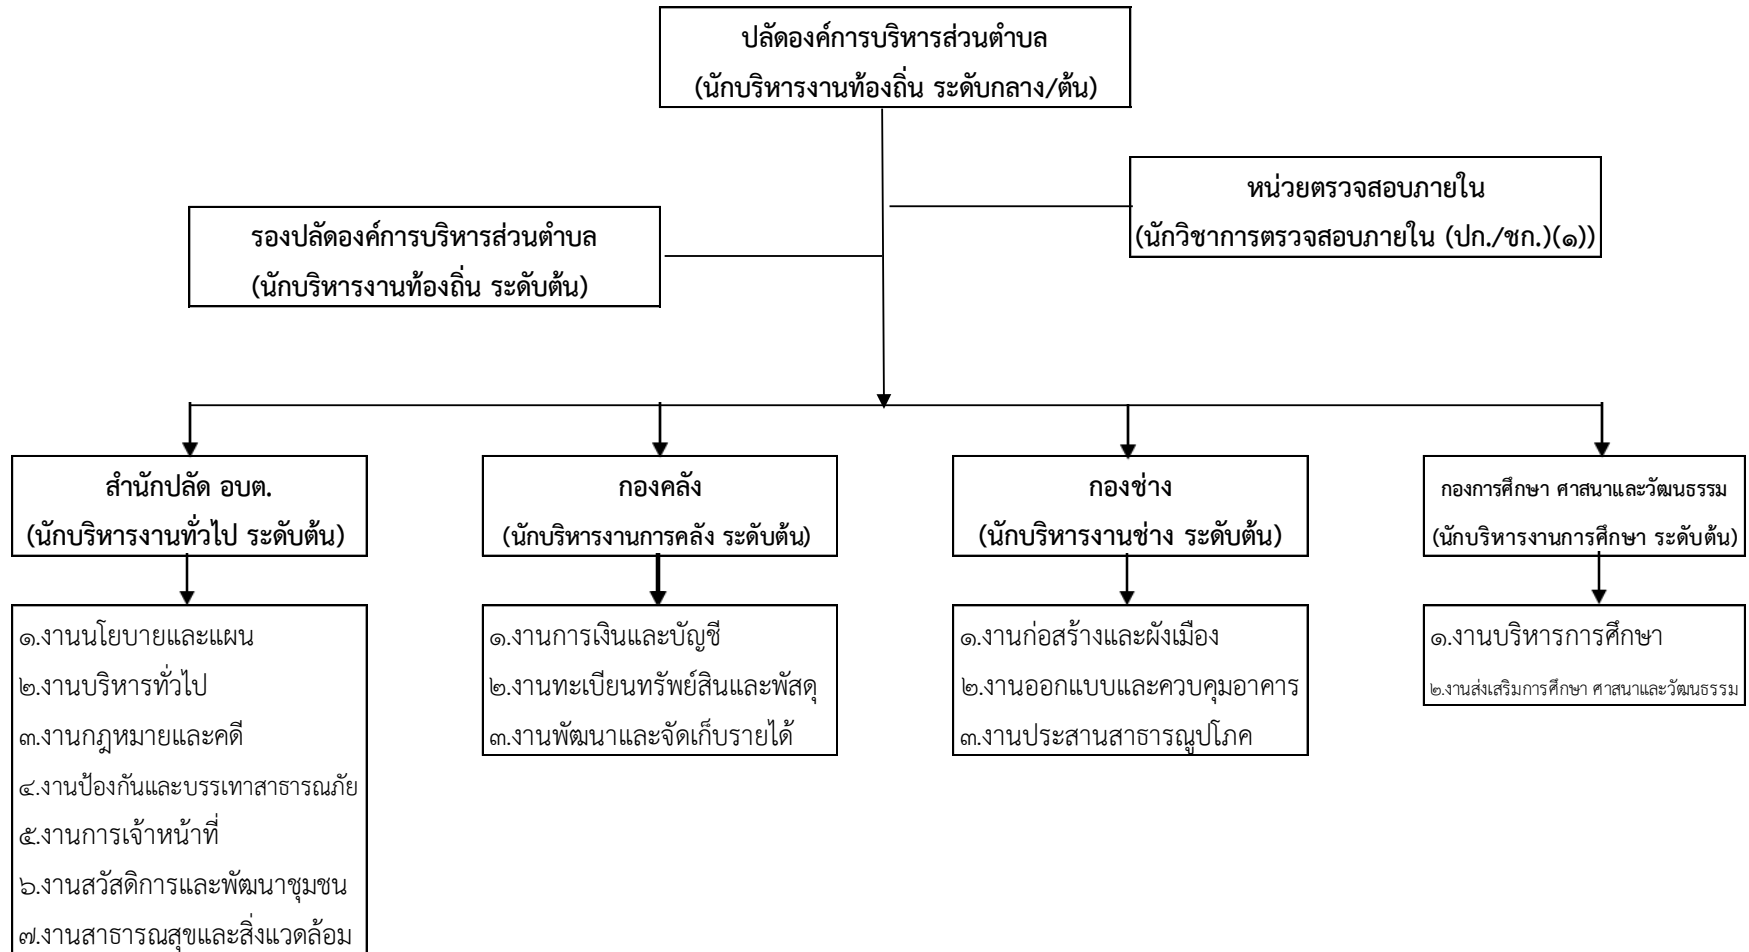 ปลัดองค์การบริหารส่วนตำบล
(นักบริหารงานท้องถิ่น ระดับกลาง/ต้น)
หน่วยตรวจสอบภายใน
(นักวิชาการตรวจสอบภายใน (ปก./ชก.)(๑))
รองปลัดองค์การบริหารส่วนตำบล
(นักบริหารงานท้องถิ่น ระดับต้น)
สำนักปลัด อบต.
(นักบริหารงานทั่วไป ระดับต้น)
๑.งานนโยบายและแผน
๒.งานบริหารทั่วไป
๓.งานกฎหมายและคดี
๔.งานป้องกันและบรรเทาสาธารณภัย
๕.งานการเจ้าหน้าที่
๖.งานสวัสดิการและพัฒนาชุมชน
๗.งานสาธารณสุขและสิ่งแวดล้อม
กองคลัง
(นักบริหารงานการคลัง ระดับต้น)
๑.งานการเงินและบัญชี
๒.งานทะเบียนทรัพย์สินและพัสดุ
๓.งานพัฒนาและจัดเก็บรายได้
กองช่าง
(นักบริหารงานช่าง ระดับต้น)
๑.งานก่อสร้างและผังเมือง
๒.งานออกแบบและควบคุมอาคาร
๓.งานประสานสาธารณูปโภค
กองการศึกษา ศาสนาและวัฒนธรรม
(นักบริหารงานการศึกษา ระดับต้น)
๑.งานบริหารการศึกษา
๒.งานส่งเสริมการศึกษา ศาสนาและวัฒนธรรม